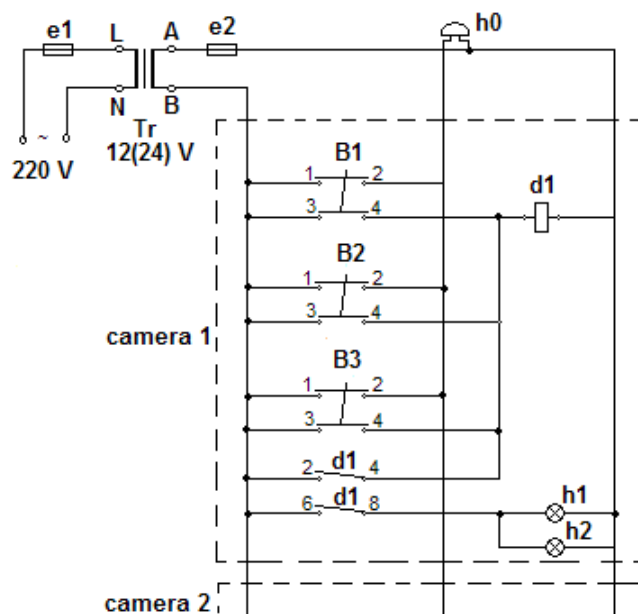 e1 L A e2 h0
N B
~ Tr
220 V 12(24) V
B1
1 2 d1
3 4
B2
1 2
3 4
camera 1
B3
1 2
3 4
2 d1 4
6 d1 8 h1
h2
camera 2